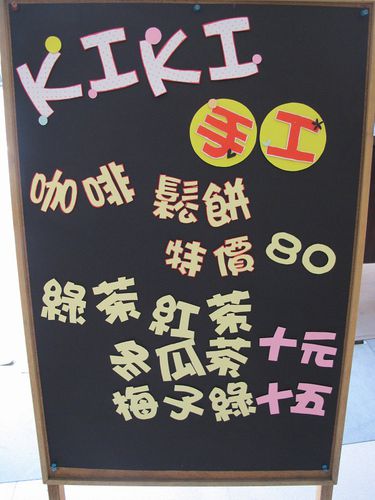 KIKI
手工
咖啡 鬆餅
特價 80
綠茶 紅茶
冬瓜茶 十元
梅子綠 十五